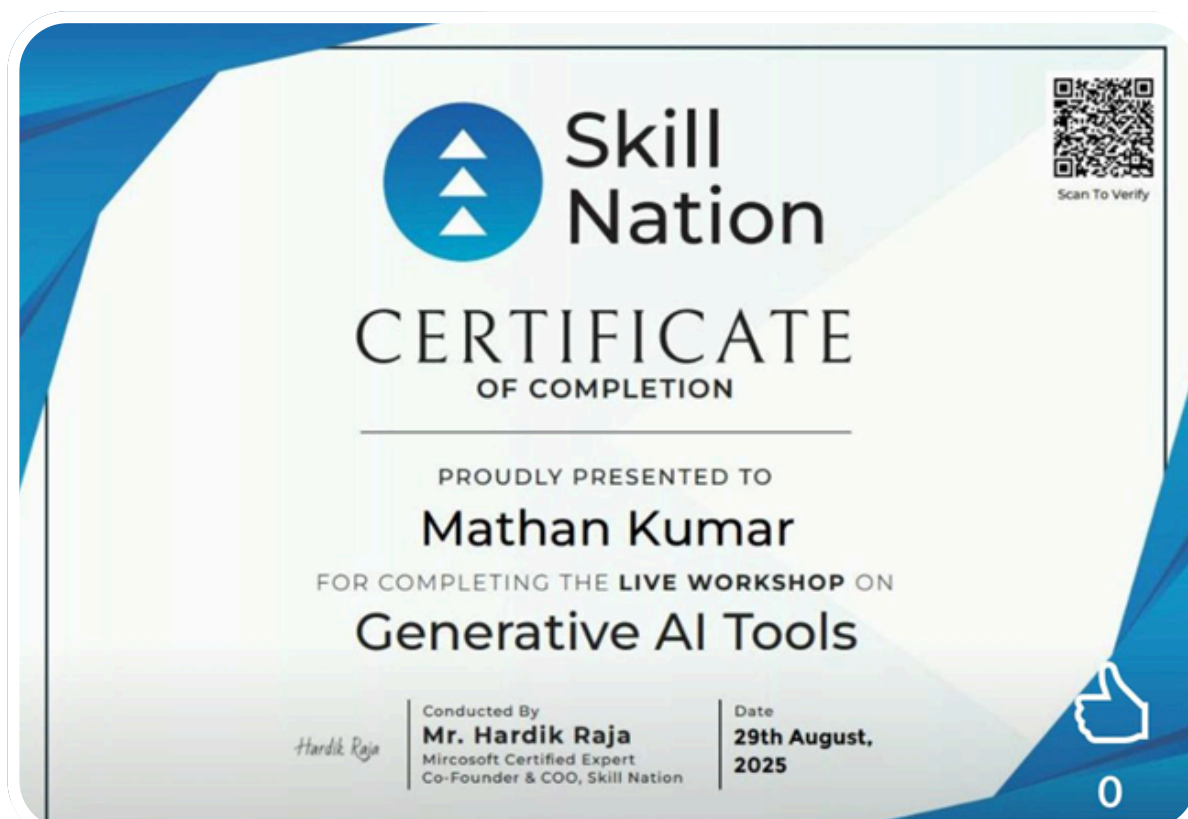 Skill
Nation
Scan To Verify
CERTIFICATE
OF COMPLETION
PROUDLY PRESENTED TO
Mathan Kumar
FOR COMPLETING THE LIVE WORKSHOP ON
Generative AI Tools
Hardik Raja
Conducted By
Mr. Hardik Raja
Mircosoft Certified Expert
Co-Founder & COO, Skill Nation
Date
29th August,
2025
0